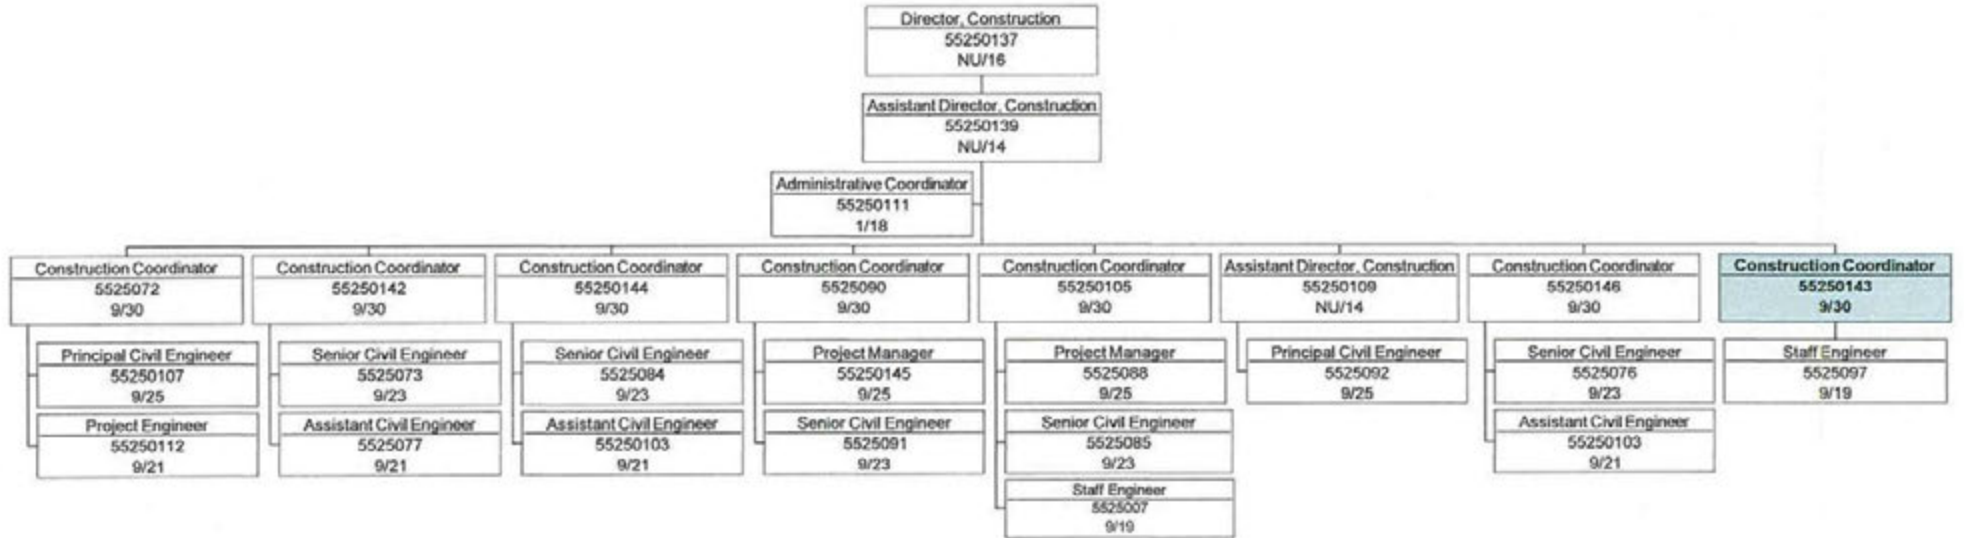 Director, Construction
55250137
NU/16
Assistant Director, Construction
55250139
NU/14
Administrative Coordinator
55250111
1/18
Construction Coordinator
5525072
9/30
Construction Coordinator
55250142
9/30
Construction Coordinator
55250144
9/30
Construction Coordinator
5525090
9/30
Construction Coordinator
55250105
9/30
Assistant Director, Construction
55250109
NU/14
Construction Coordinator
55250146
9/30
Construction Coordinator
55250143
9/30
Principal Civil Engineer
55250107
9/25
Senior Civil Engineer
5525073
9/23
Senior Civil Engineer
5525084
9/23
Project Manager
55250145
9/25
Project Manager
5525088
9/25
Principal Civil Engineer
5525092
9/25
Senior Civil Engineer
5525076
9/23
Staff Engineer
5525097
9/19
Project Engineer
55250112
9/21
Assistant Civil Engineer
5525077
9/21
Assistant Civil Engineer
55250103
9/21
Senior Civil Engineer
5525091
9/23
Senior Civil Engineer
5525085
9/23
Assistant Civil Engineer
55250103
9/21
Staff Engineer
5525007
9/19